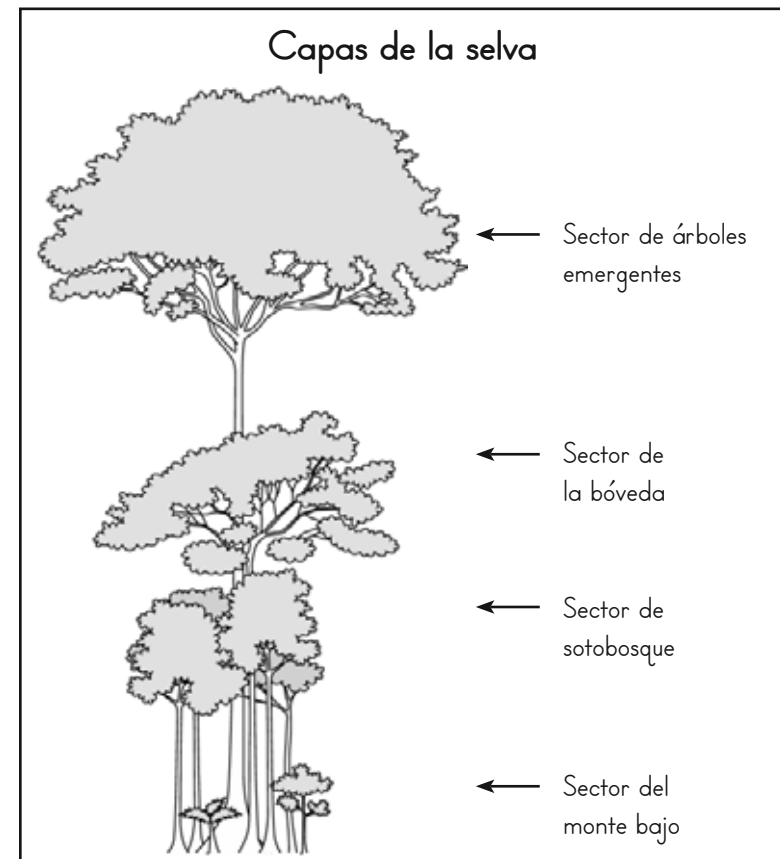 Capas de la selva
Sector de árboles
emergentes
Sector de
la bóveda
Sector de
sotobosque
Sector del
monte bajo